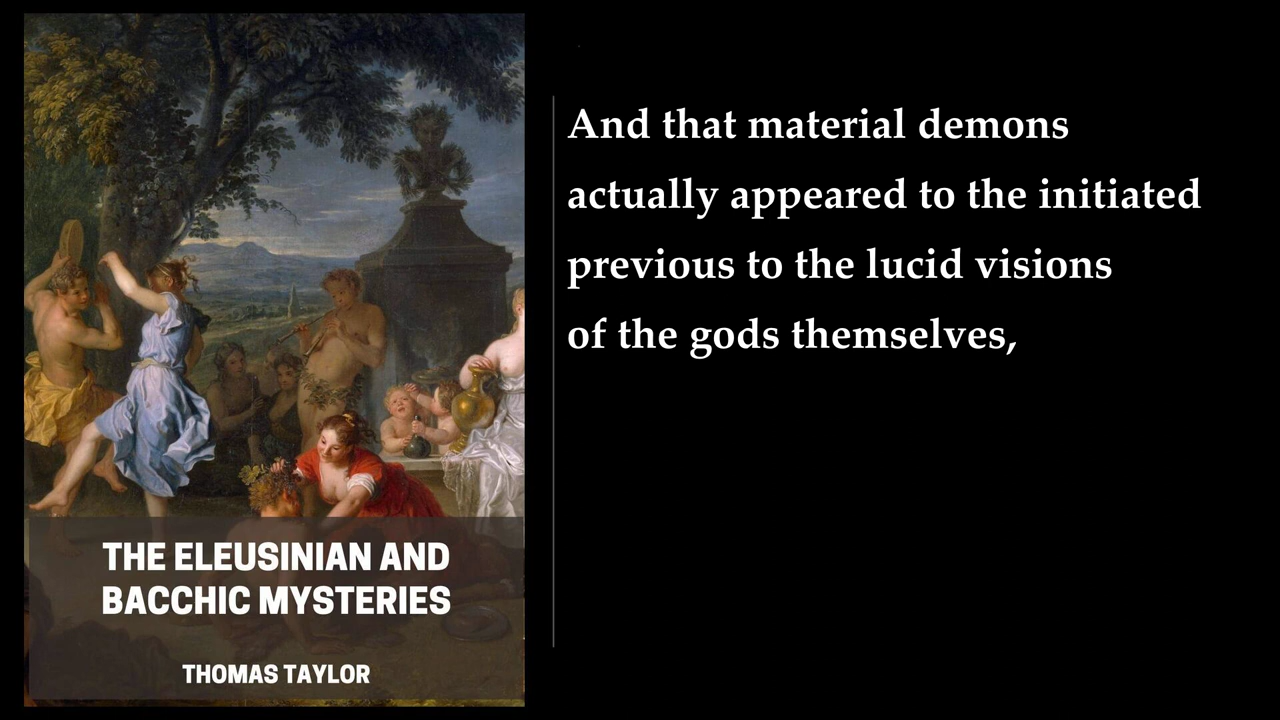 And that material demons
actually appeared to the initiated
previous to the lucid visions
of the gods themselves,
THE ELEUSINIAN AND
BACCHIC MYSTERIES
THOMAS TAYLOR